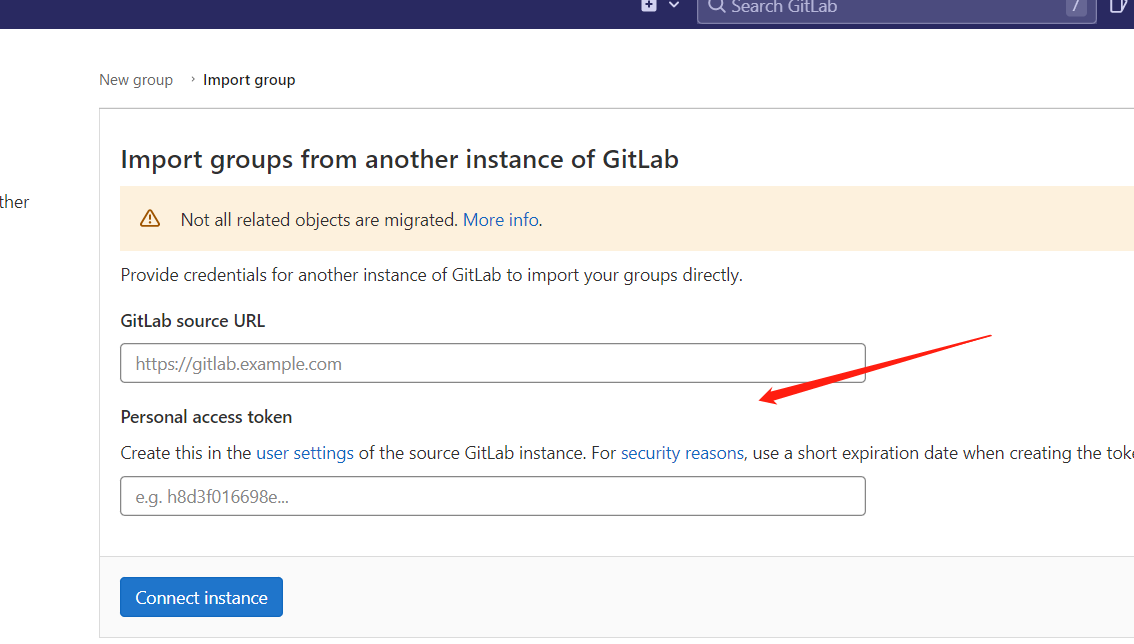 Search GitLab /
New group › Import group
ther
Import groups from another instance of GitLab
Not all related objects are migrated. More info.
Provide credentials for another instance of GitLab to import your groups directly.
GitLab source URL
https://gitlab.example.com
Personal access token
Create this in the user settings of the source GitLab instance. For security reasons, use a short expiration date when creating the toke
e.g. h8d3f016698e...
Connect instance